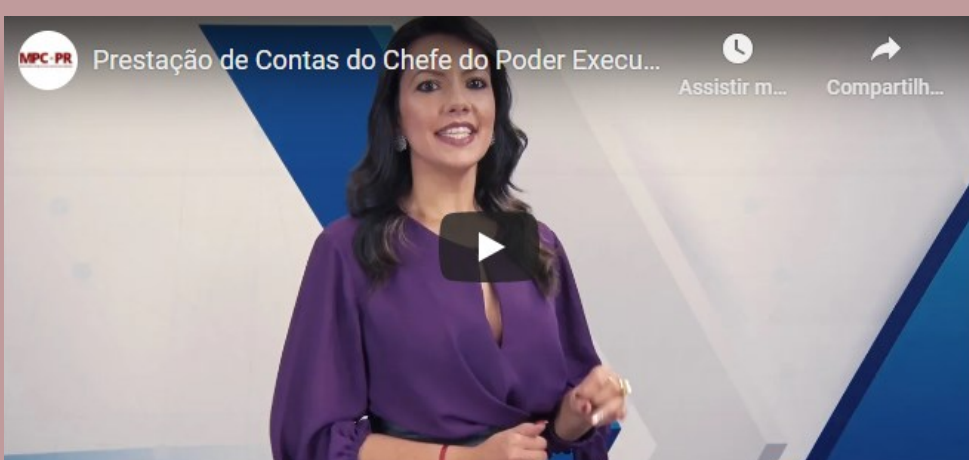 MPC•PR
Prestação de Contas do Chefe do Poder Execu...
Assistir m...
Compartilh...